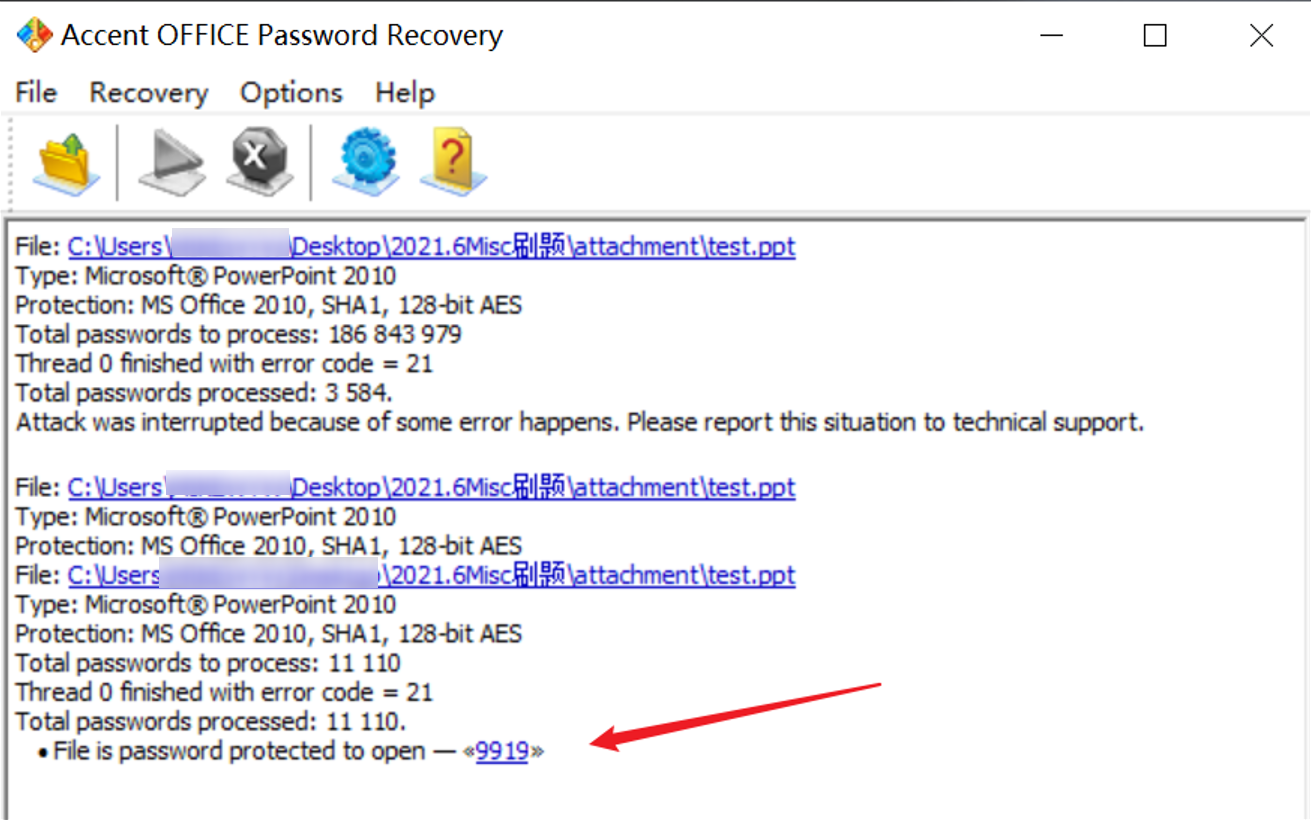 Accent OFFICE Password Recovery
File Recovery Options Help
File: C:\Users\ \Desktop\2021.6Misc刷题\attachment\test.ppt
Type: Microsoft® PowerPoint 2010
Protection: MS Office 2010, SHA1, 128-bit AES
Total passwords to process: 186 843 979
Thread 0 finished with error code = 21
Total passwords processed: 3 584.
Attack was interrupted because of some error happens. Please report this situation to technical support.
File: C:\Users\ \Desktop\2021.6Misc刷题\attachment\test.ppt
Type: Microsoft® PowerPoint 2010
Protection: MS Office 2010, SHA1, 128-bit AES
File: C:\Users \2021.6Misc刷题\attachment\test.ppt
Type: Microsoft® PowerPoint 2010
Protection: MS Office 2010, SHA1, 128-bit AES
Total passwords to process: 11 110
Thread 0 finished with error code = 21
Total passwords processed: 11 110.
• File is password protected to open — «9919»